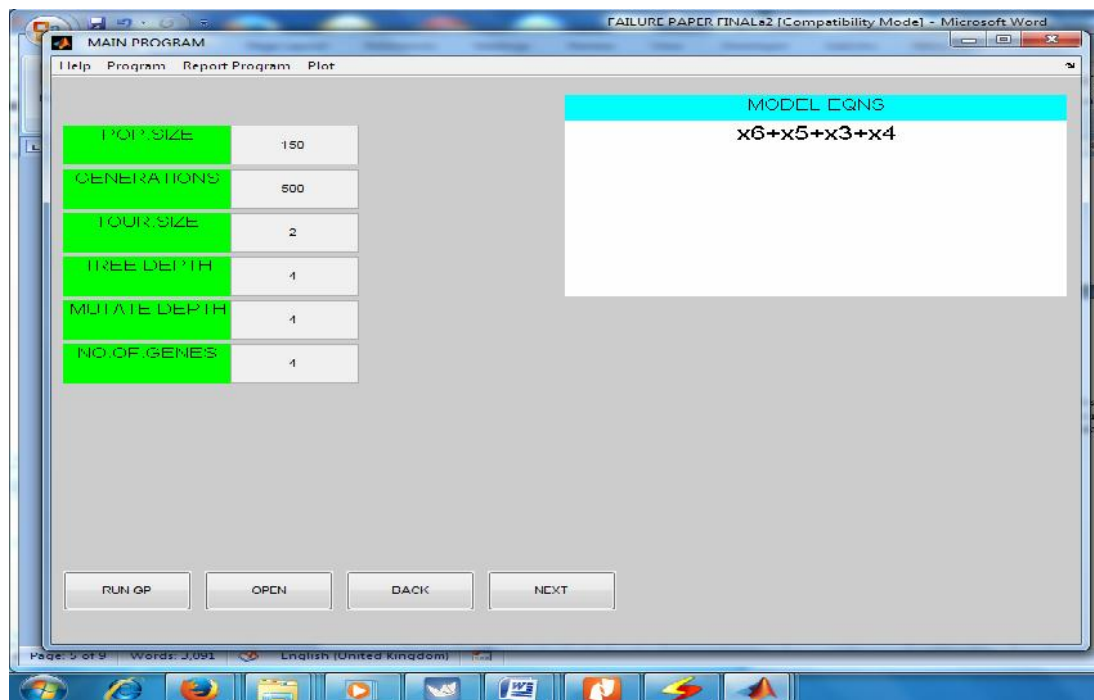 FAILURE PAPER FINALa2 [Compatibility Mode] - Microsoft Word
MAIN PROGRAM
Help Program Report Program Plot
MODEL EQNS
x6+x5+x3+x4
POP.SIZE 150
GENERATIONS 500
TOUR.SIZE 2
TREE DEPTH 4
MUTATE DEPTH 4
NO.OF.GENES 4
RUN GP OPEN BACK NEXT
Page: 5 of 9 Words: 3,091 English (United Kingdom)